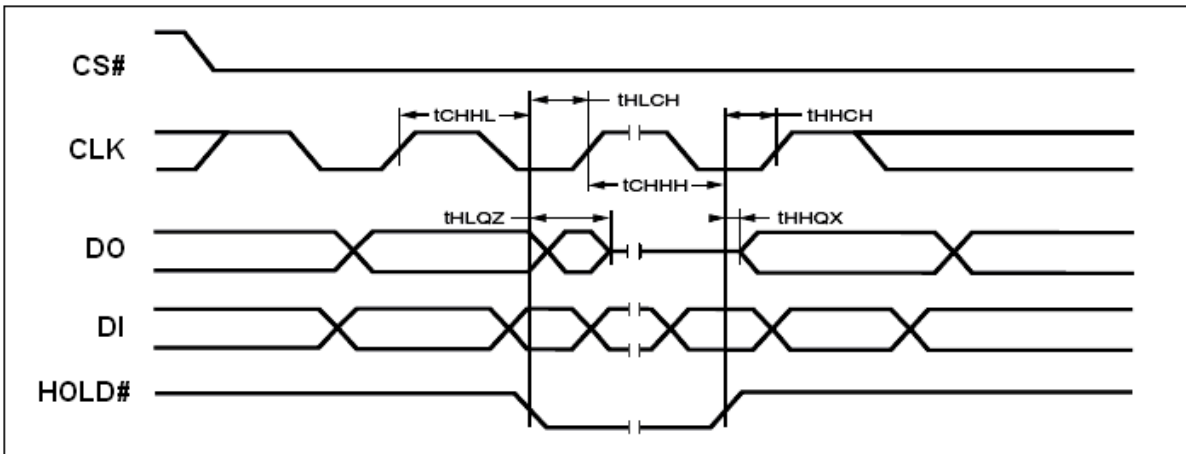 CS#
tHLCH
tCHHL
tHHCH
CLK
tCHHH
tHLQZ
tHHQX
DO
DI
HOLD#